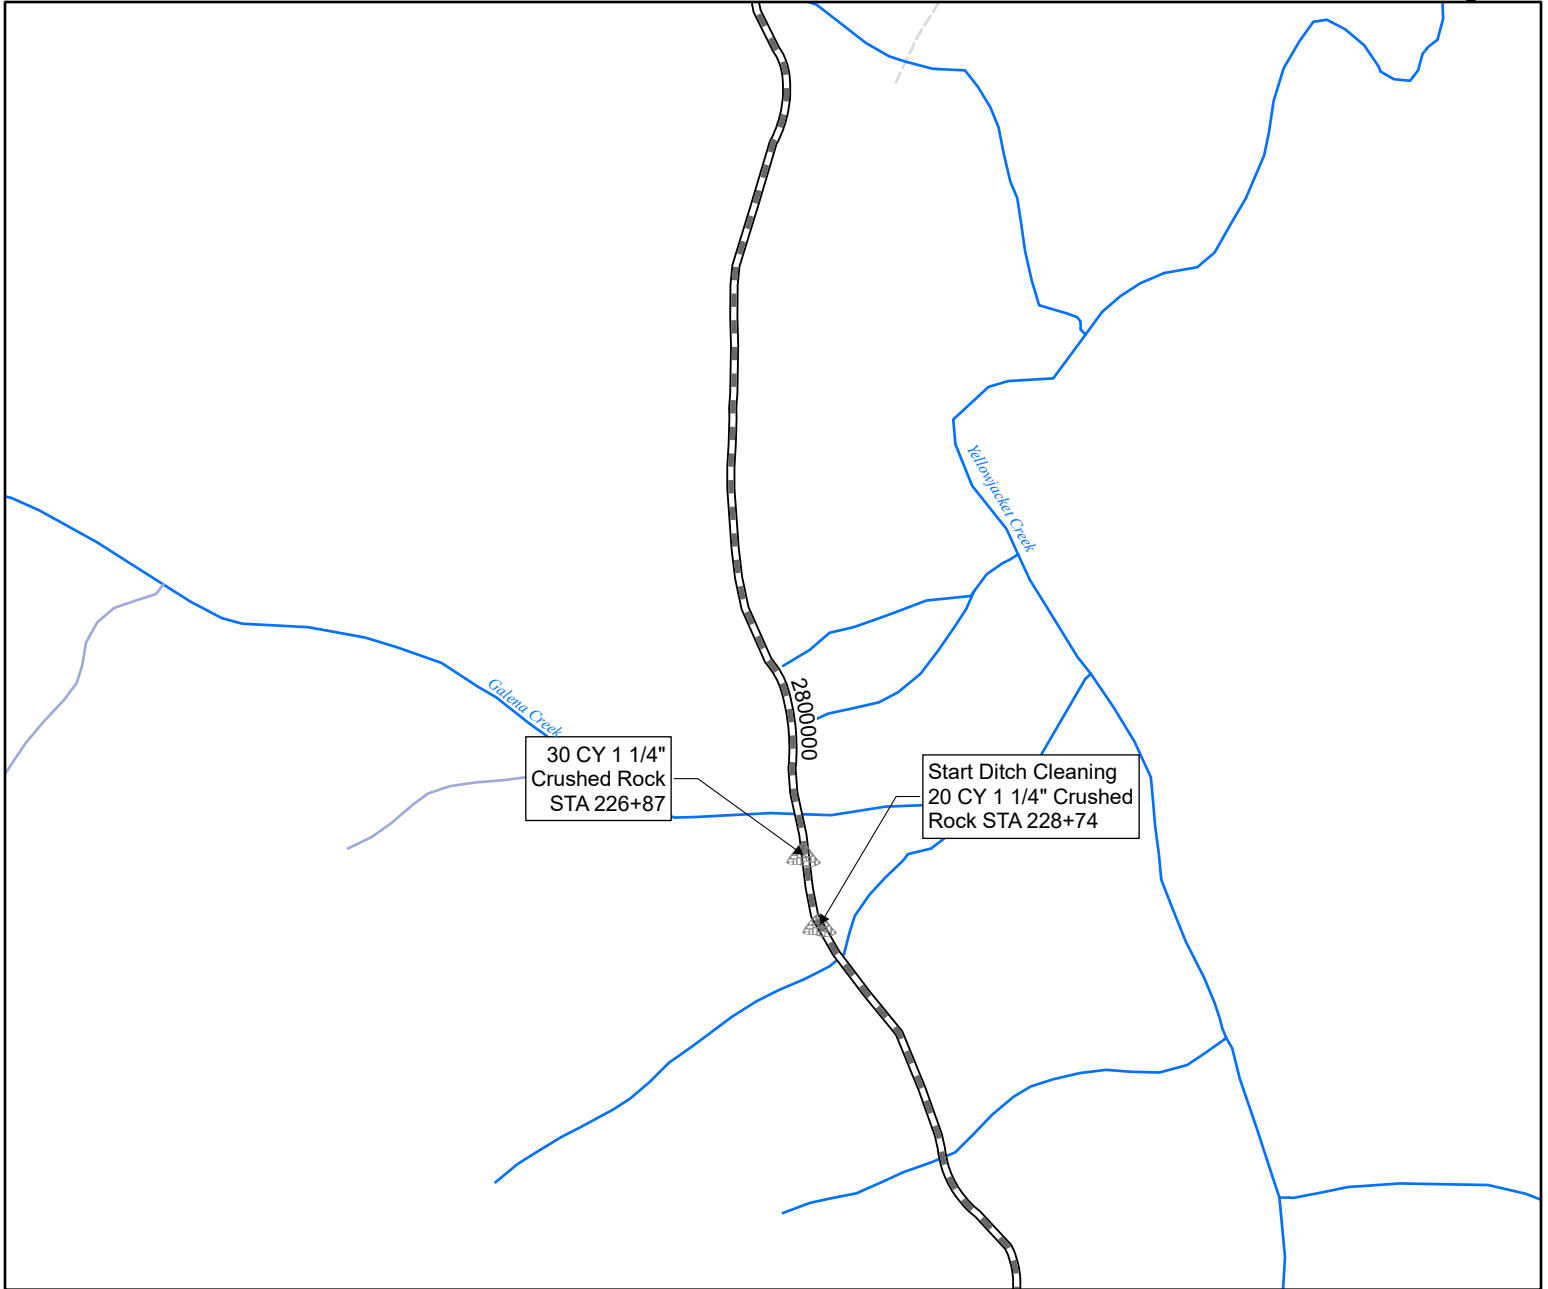 Yellowjacket Creek
Galena Creek
2800000
30 CY 1 1/4"
Crushed Rock
STA 226+87
Start Ditch Cleaning
20 CY 1 1/4" Crushed
Rock STA 228+74